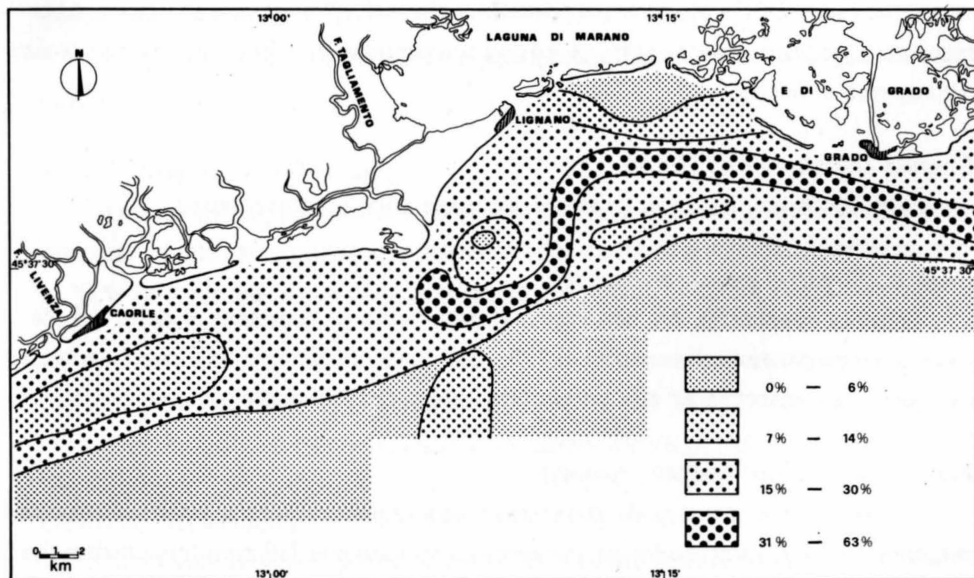 13°00' 13°15'
N
LAGUNA DI MARANO
F. TAGLIAMENTO
E DI GRADO
LIGNANO
GRADO
45°37'30" 45°37'30"
LIVENZA
CAORLE
0% — 6%
7% — 14%
15% — 30%
31% — 63%
0 1 2
km
13°00' 13°15'